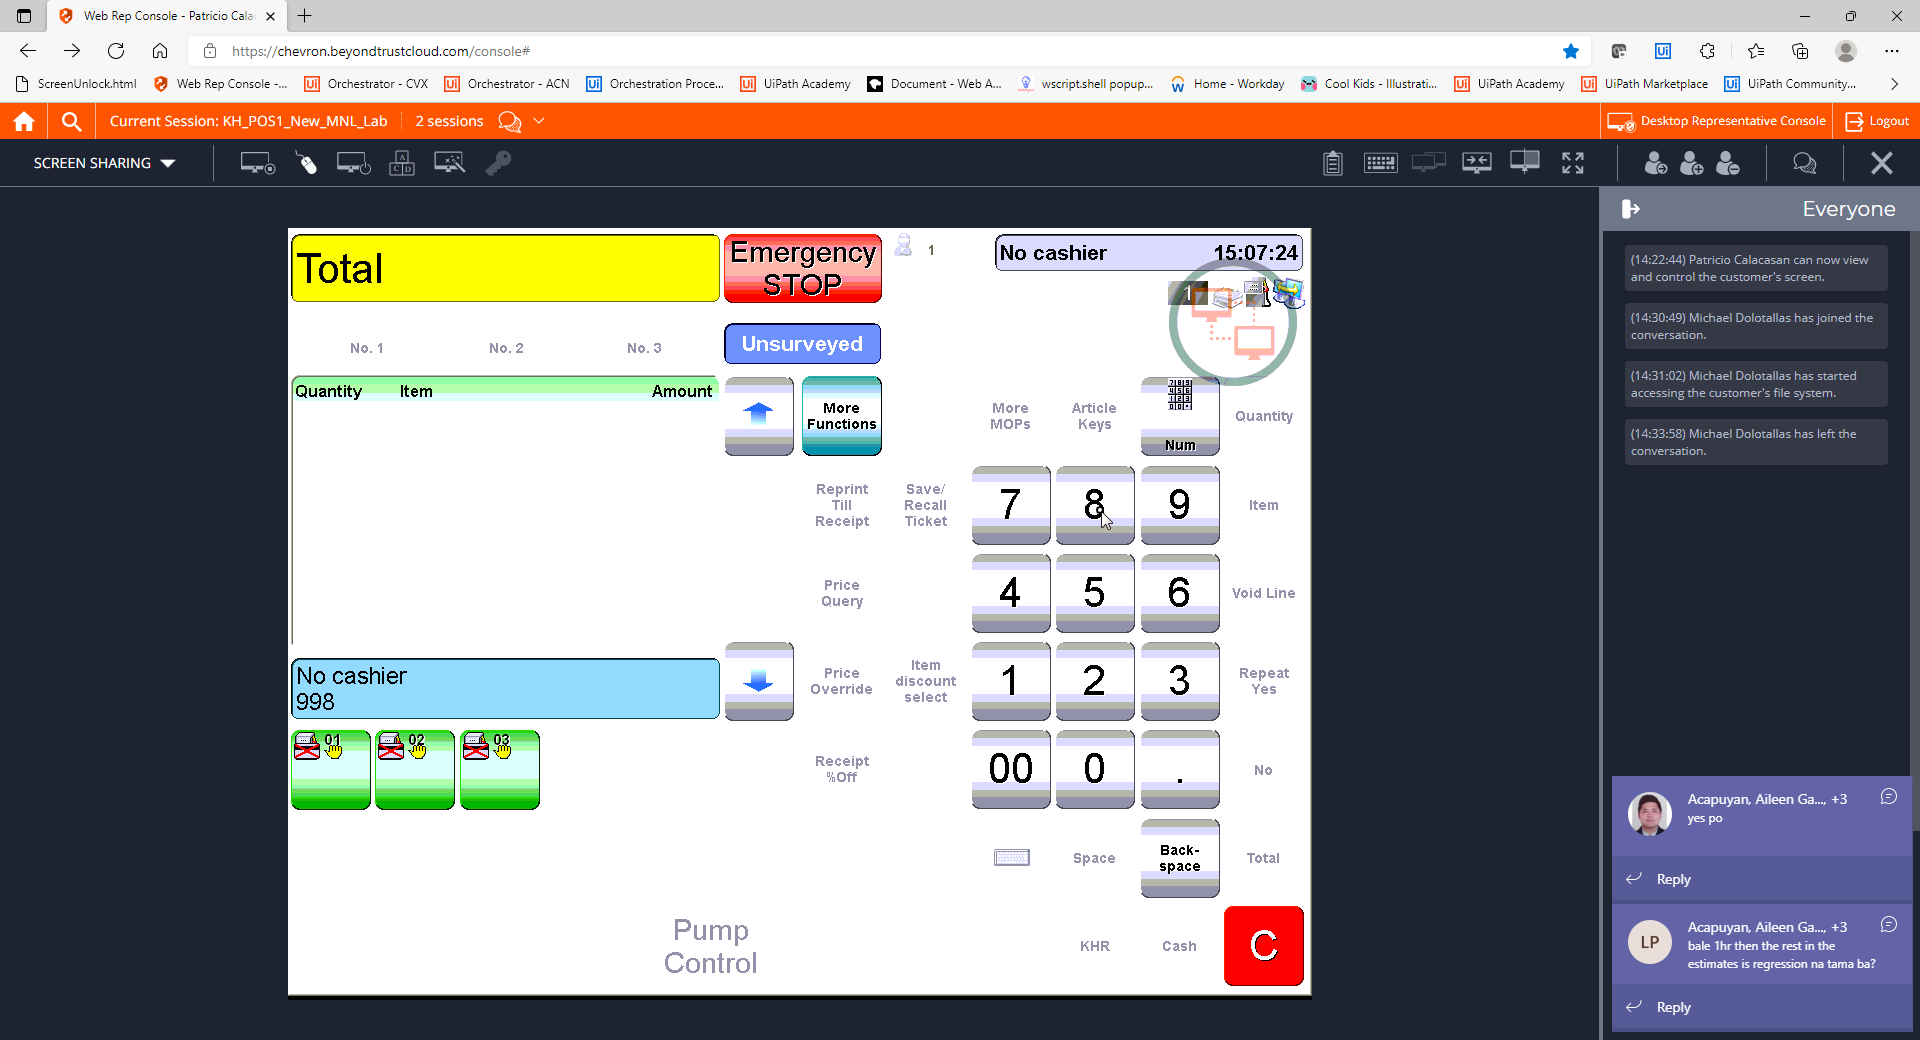 Web Rep Console - Patricio Cala
https://chevron.beyondtrustcloud.com/console#
ScreenUnlock.html
Web Rep Console -...
Orchestrator - CVX
Orchestrator - ACN
Orchestration Proce...
UiPath Academy
Document - Web A...
wscript.shell popup...
Home - Workday
Cool Kids - Illustrati...
UiPath Academy
UiPath Marketplace
UiPath Community...
Current Session: KH_POS1_New_MNL_Lab
2 sessions
Desktop Representative Console
Logout
SCREEN SHARING
Everyone
(14:22:44) Patricio Calacasan can now view
and control the customer's screen.
(14:30:49) Michael Dolotallas has joined the
conversation.
(14:31:02) Michael Dolotallas has started
accessing the customer's file system.
(14:33:58) Michael Dolotallas has left the
conversation.
Total
Emergency
STOP
1
No cashier 15:07:24
1
No. 1
No. 2
No. 3
Unsurveyed
Quantity Item Amount
More
Functions
More
MOPs
Article
Keys
Num
Quantity
Reprint
Till
Receipt
Save/
Recall
Ticket
7
8
9
Item
Price
Query
4
5
6
Void Line
No cashier
998
Price
Override
Item
discount
select
1
2
3
Repeat
Yes
01
02
03
Receipt
%Off
00
0
.
No
Space
Back-
space
Total
Pump
Control
KHR
Cash
C
Acapuyan, Aileen Ga..., +3
yes po
Reply
LP
Acapuyan, Aileen Ga..., +3
bale 1hr then the rest in the
estimates is regression na tama ba?
Reply